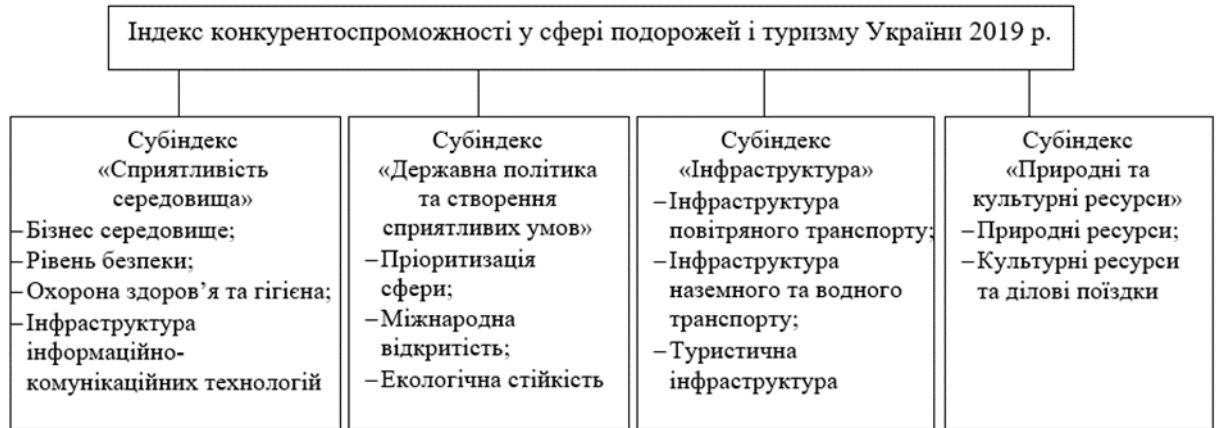 Індекс конкурентоспроможності у сфері подорожей і туризму України 2019 р.
Субіндекс
«Сприятливість
середовища»
–Бізнес середовище;
–Рівень безпеки;
–Охорона здоров’я та гігієна;
–Інфраструктура
інформаційно-
комунікаційних технологій
Субіндекс
«Державна політика
та створення
сприятливих умов»
–Пріоритизація
сфери;
–Міжнародна
відкритість;
–Екологічна стійкість
Субіндекс
«Інфраструктура»
–Інфраструктура
повітряного транспорту;
–Інфраструктура
наземного та водного
транспорту;
–Туристична
інфраструктура
Субіндекс
«Природні та
культурні ресурси»
–Природні ресурси;
–Культурні ресурси
та ділові поїздки